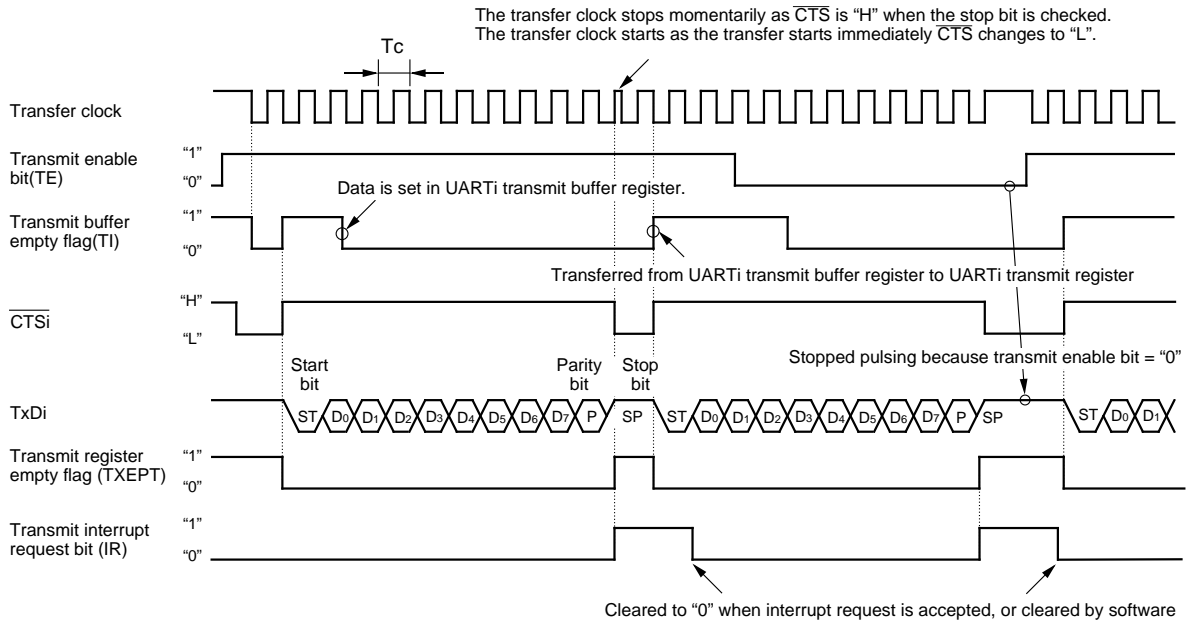 The transfer clock stops momentarily as CTS is “H” when the stop bit is checked.
The transfer clock starts as the transfer starts immediately CTS changes to “L”.
Tc
Transfer clock
Transmit enable
bit(TE)
“1”
“0”
Data is set in UARTi transmit buffer register.
Transmit buffer
empty flag(TI)
“1”
“0”
Transferred from UARTi transmit buffer register to UARTi transmit register
CTSi
“H”
“L”
Stopped pulsing because transmit enable bit = “0”
Start
bit
Parity
bit
Stop
bit
TxDi
ST D0 D1 D2 D3 D4 D5 D6 D7 P SP ST D0 D1 D2 D3 D4 D5 D6 D7 P SP ST D0 D1
Transmit register
empty flag (TXEPT)
“1”
“0”
Transmit interrupt
request bit (IR)
“1”
“0”
Cleared to “0” when interrupt request is accepted, or cleared by software